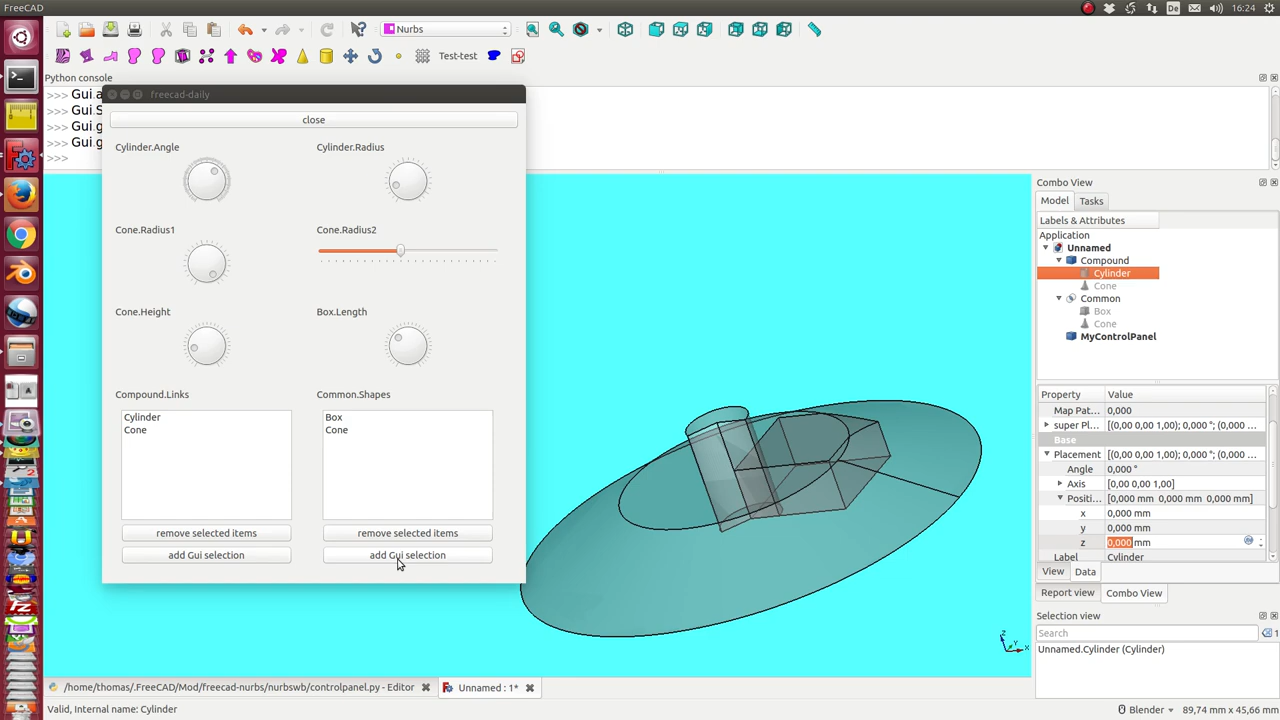 FreeCAD
De
16:24
Nurbs
Test-test
Python console
>>> Gui.a
>>> Gui.S
>>> Gui.g
>>> Gui.g
>>>
freecad-daily
close
Cylinder.Angle
Cylinder.Radius
Cone.Radius1
Cone.Radius2
Cone.Height
Box.Length
Compound.Links
Common.Shapes
Cylinder
Cone
Box
Cone
remove selected items
remove selected items
add Gui selection
add Gui selection
Combo View
Model
Tasks
Labels & Attributes
Application
Unnamed
Compound
Cylinder
Cone
Common
Box
Cone
MyControlPanel
Property
Value
Map Pat...
0,000
super Pl...
[(0,00 0,00 1,00); 0,000 °; (0,000 ...
Base
Placement
[(0,00 0,00 1,00); 0,000 °; (0,000 ...
Angle
0,000 °
Axis
[0,00 0,00 1,00]
Positi...
[0,000 mm 0,000 mm 0,000 mm]
x
0,000 mm
y
0,000 mm
z
0,000 mm
Label
Cylinder
View
Data
Report view
Combo View
Selection view
Search
1
Unnamed.Cylinder (Cylinder)
Z
Y
X
/home/thomas/.FreeCAD/Mod/freecad-nurbs/nurbswb/controlpanel.py - Editor
Unnamed : 1*
Valid, Internal name: Cylinder
Blender
89,74 mm x 45,66 mm